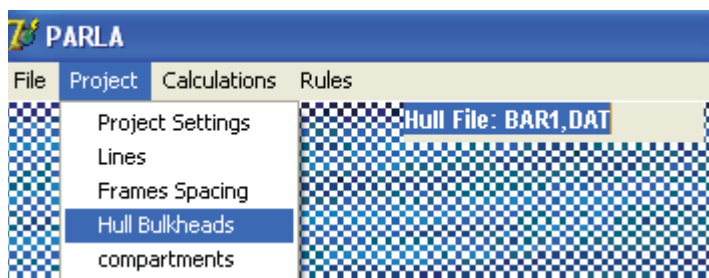 PARLA
File Project Calculations Rules
Hull File: BAR1,DAT
Project Settings
Lines
Frames Spacing
Hull Bulkheads
compartments